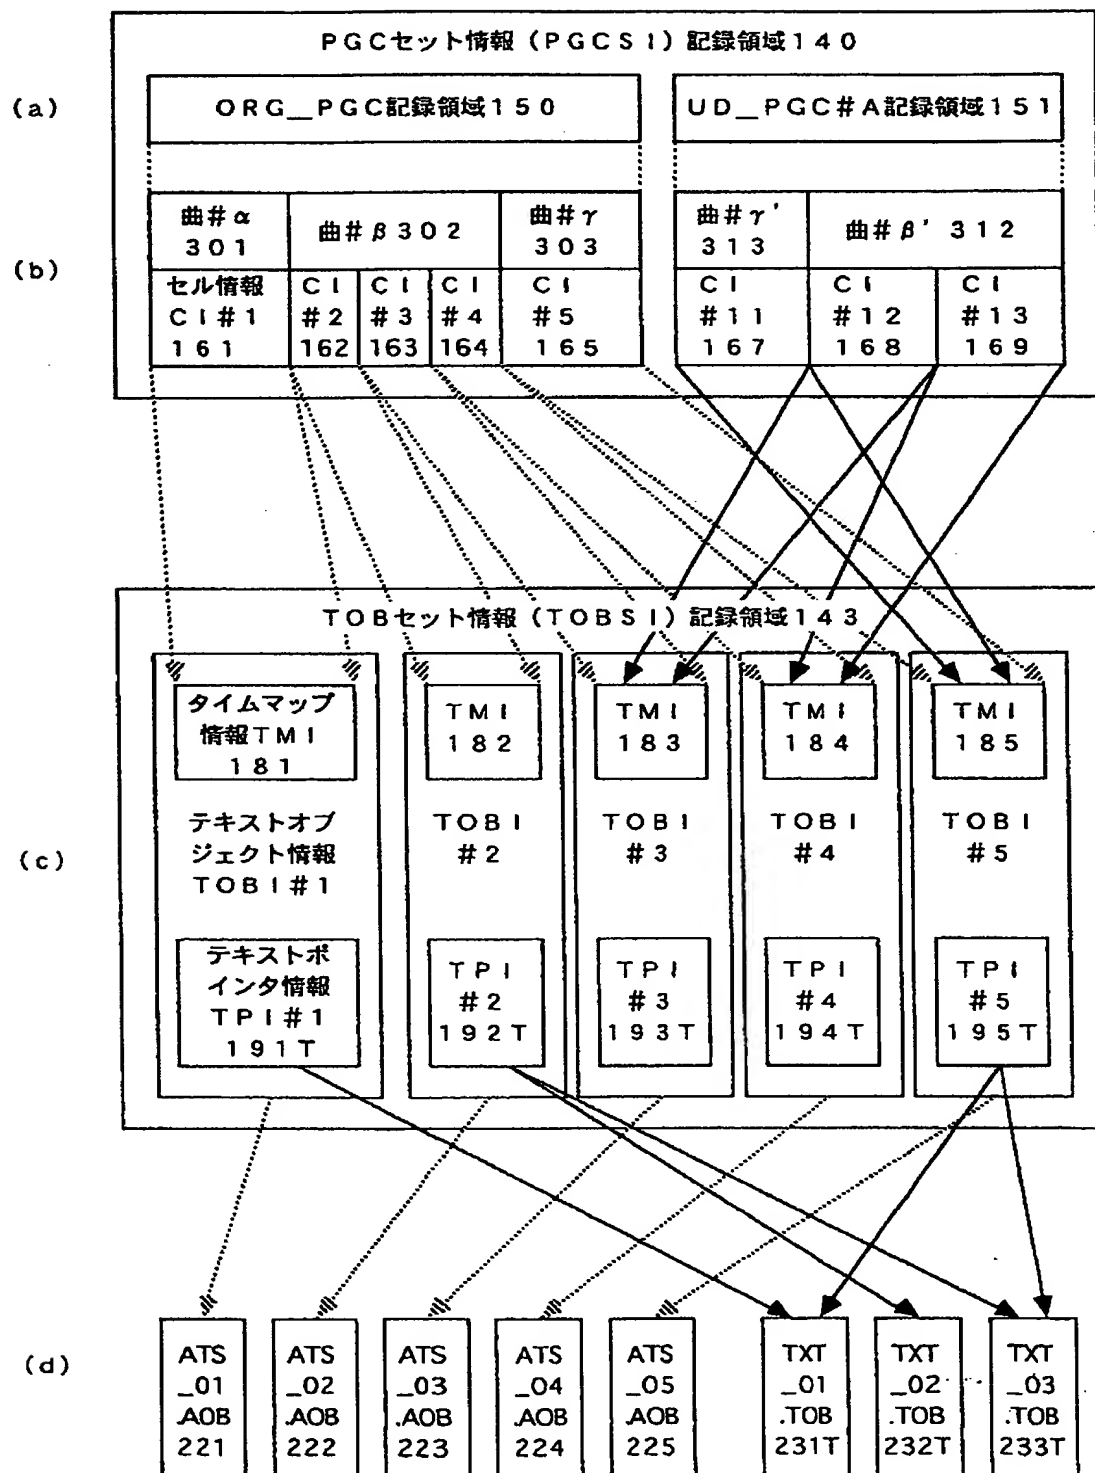 PGCセット情報（PGCSI）記録領域140
(a)
ORG__PGC記録領域150
UD__PGC#A記録領域151
(b)
曲#α
301
曲#β302
曲#γ
303
曲#γ'
313
曲#β' 312
セル情報
CI#1
161
CI
#2
162
CI
#3
163
CI
#4
164
CI
#5
165
CI
#11
167
CI
#12
168
CI
#13
169
TOBセット情報（TOBSI）記録領域143
タイムマップ
情報TMI
181
TMI
182
TMI
183
TMI
184
TMI
185
(c)
テキストオブ
ジェクト情報
TOBI#1
TOBI
#2
TOBI
#3
TOBI
#4
TOBI
#5
テキストポ
インタ情報
TPI#1
191T
TPI
#2
192T
TPI
#3
193T
TPI
#4
194T
TPI
#5
195T
(d)
ATS
_01
.AOB
221
ATS
_02
.AOB
222
ATS
_03
.AOB
223
ATS
_04
.AOB
224
ATS
_05
.AOB
225
TXT
_01
.TOB
231T
TXT
_02
.TOB
232T
TXT
_03
.TOB
233T